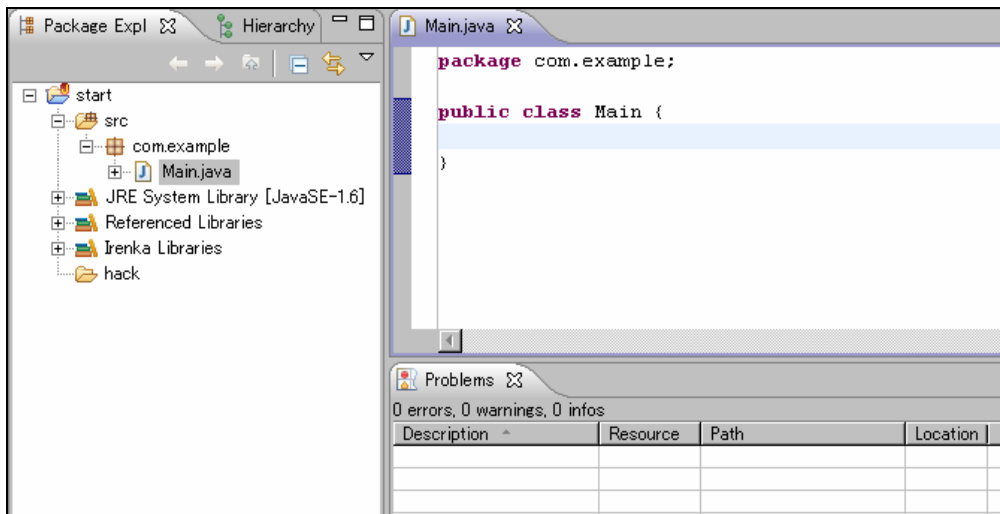 Package Expl
Hierarchy
start
src
com.example
Main.java
JRE System Library [JavaSE-1.6]
Referenced Libraries
Irenka Libraries
hack
Main.java
package com.example;
public class Main {
}
Problems
0 errors, 0 warnings, 0 infos
Description Resource Path Location